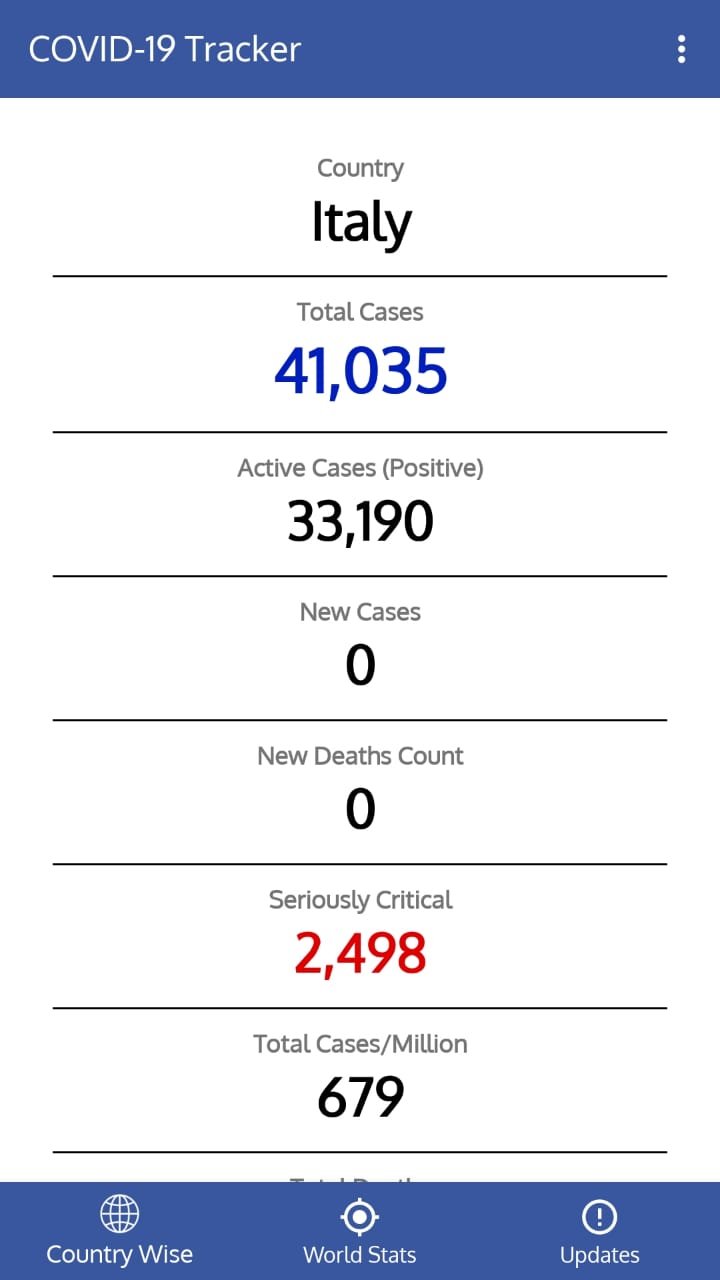 COVID-19 Tracker
Country
Italy
Total Cases
41,035
Active Cases (Positive)
33,190
New Cases
0
New Deaths Count
0
Seriously Critical
2,498
Total Cases/Million
679
Country Wise
World Stats
Updates